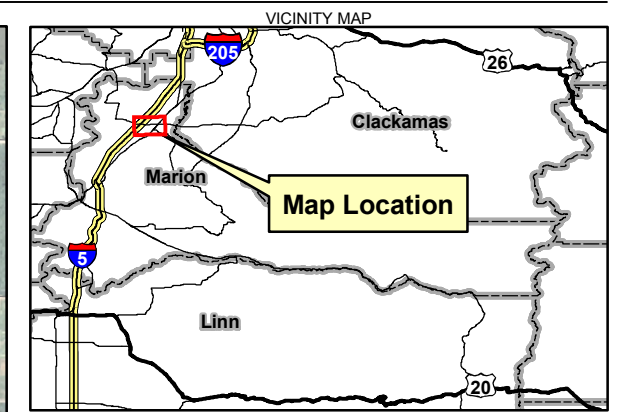 VICINITY MAP
205
26
Clackamas
Marion
Map Location
5
Linn
20